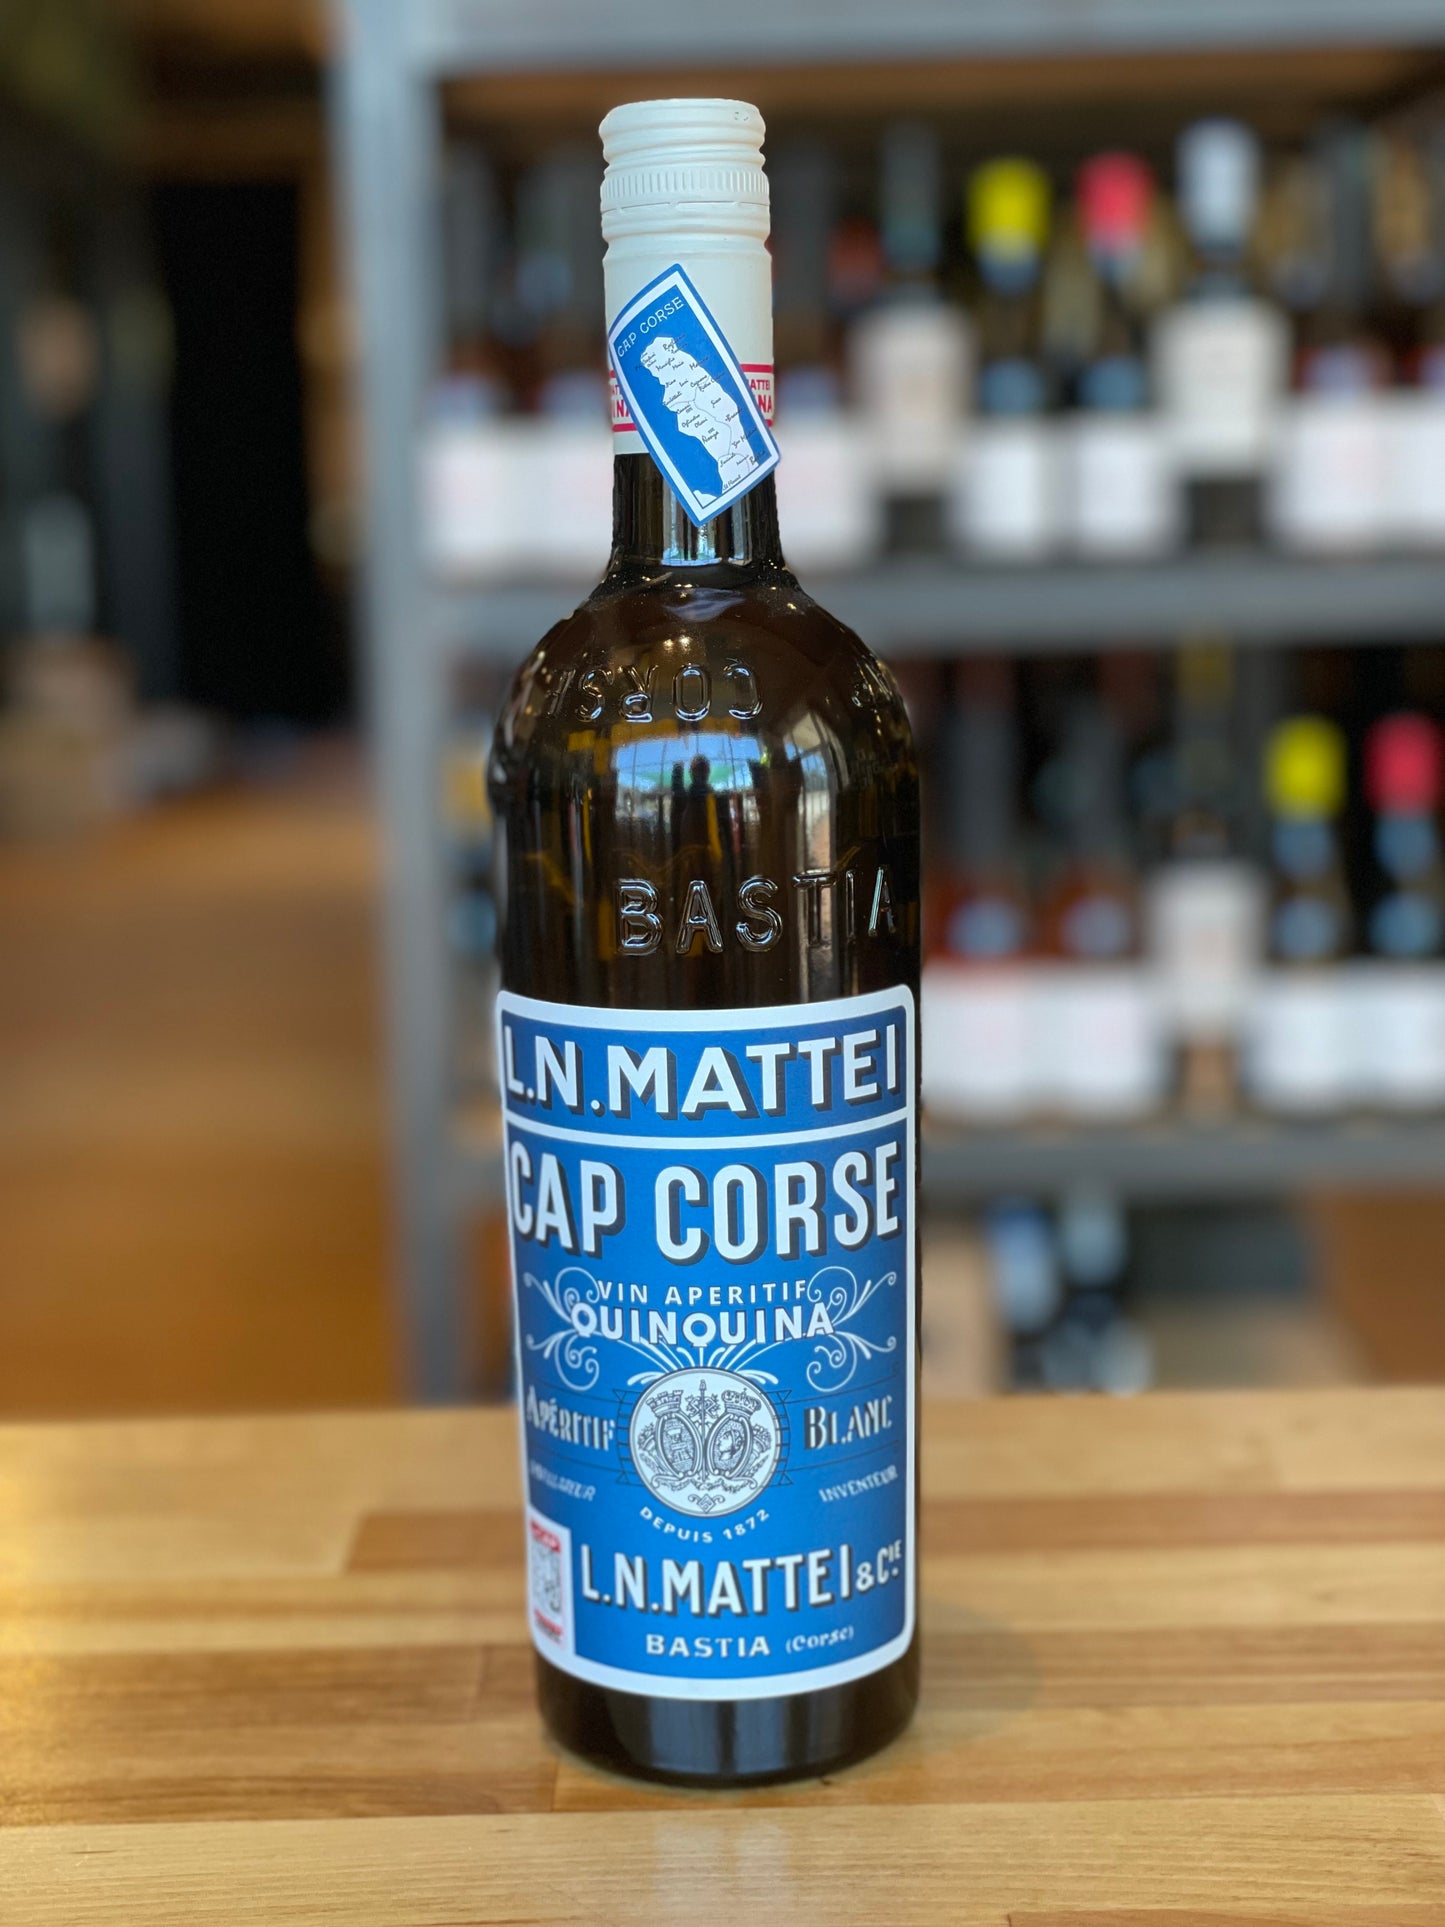 CAP CORSE
CORSE
BASTIA
L.N.MATTEI
CAP CORSE
VIN APERITIF
QUINQUINA
APÉRITIF BLANC
INVENTEUR
DEPUIS 1872
L.N.MATTEI & CIE.
BASTIA (Corse)